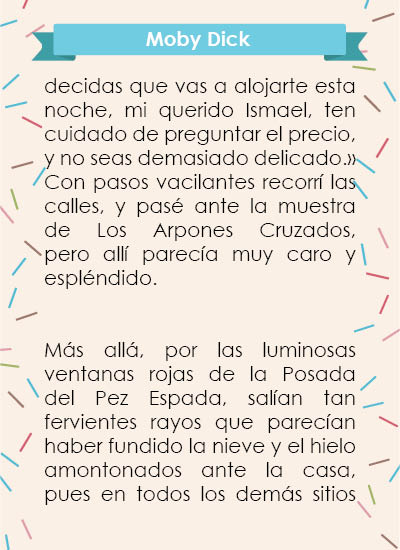 Moby Dick
decidas que vas a alojarte esta
noche, mi querido Ismael, ten
cuidado de preguntar el precio,
y no seas demasiado delicado.»
Con pasos vacilantes recorrí las
calles, y pasé ante la muestra
de Los Arpones Cruzados,
pero allí parecía muy caro y
espléndido.
Más allá, por las luminosas
ventanas rojas de la Posada
del Pez Espada, salían tan
fervientes rayos que parecían
haber fundido la nieve y el hielo
amontonados ante la casa,
pues en todos los demás sitios